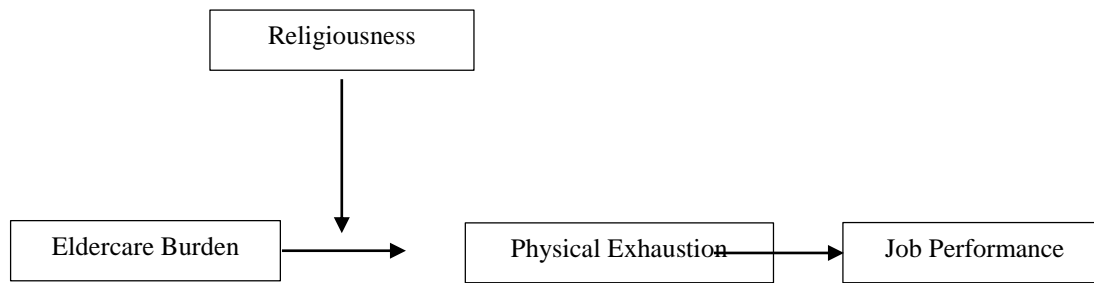 Religiousness
Eldercare Burden
Physical Exhaustion
Job Performance